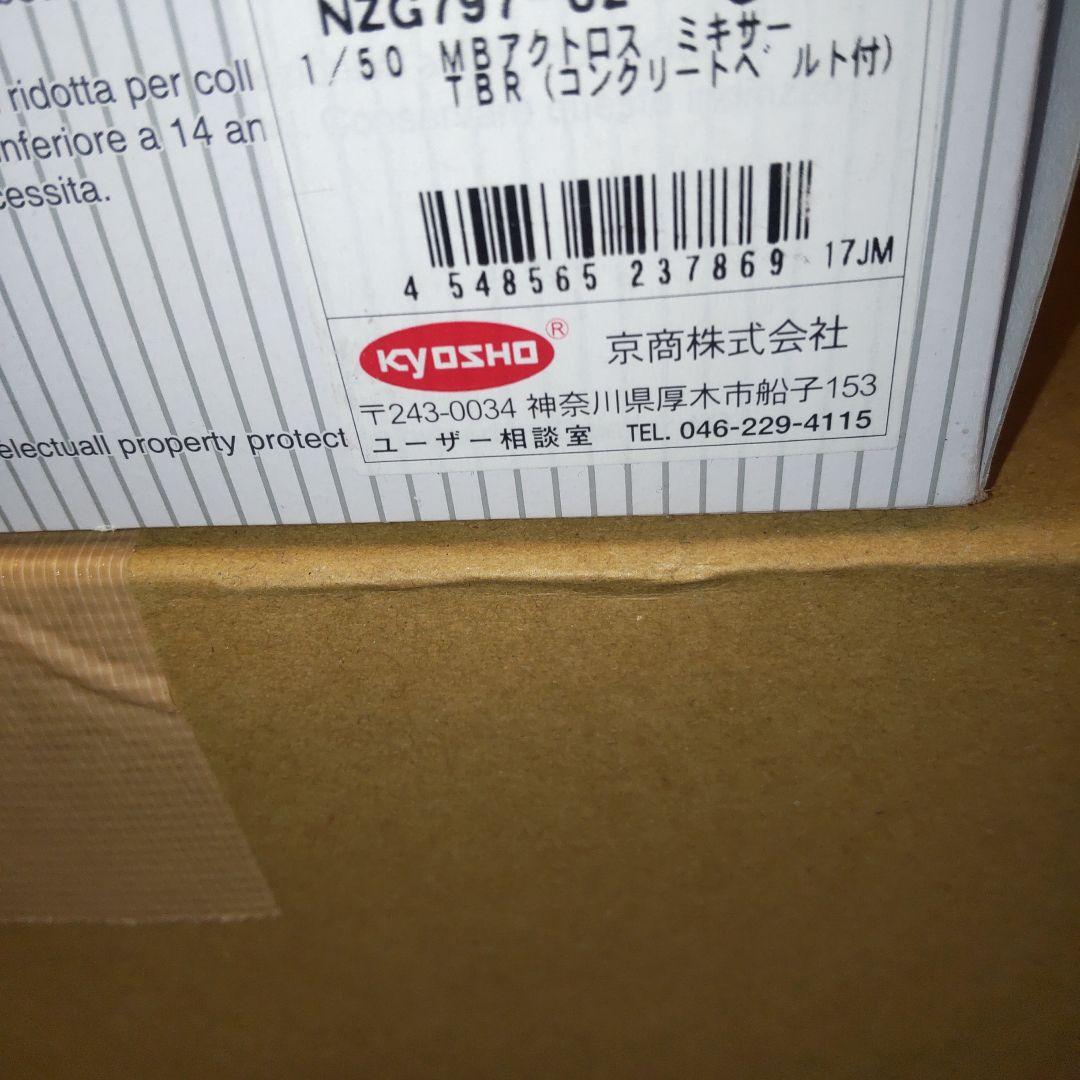 NZG797
1/50 MBアクトロス ミキサー
TBR(コンクリートベルト付)
ridotta per coll
nferiore a 14 an
cessita.
4 548565 237869 17JM
KYOSHO® 京商株式会社
〒243-0034 神奈川県厚木市船子153
ユーザー相談室 TEL. 046-229-4115
electuall property protect